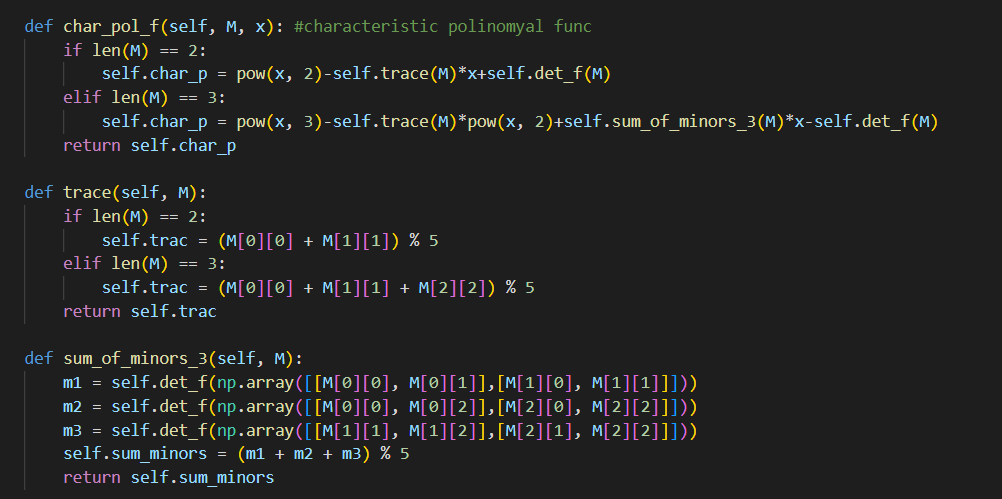 def char_pol_f(self, M, x): #characteristic polinomyal func
    if len(M) == 2:
        self.char_p = pow(x, 2)-self.trace(M)*x+self.det_f(M)
    elif len(M) == 3:
        self.char_p = pow(x, 3)-self.trace(M)*pow(x, 2)+self.sum_of_minors_3(M)*x-self.det_f(M)
    return self.char_p

def trace(self, M):
    if len(M) == 2:
        self.trac = (M[0][0] + M[1][1]) % 5
    elif len(M) == 3:
        self.trac = (M[0][0] + M[1][1] + M[2][2]) % 5
    return self.trac

def sum_of_minors_3(self, M):
    m1 = self.det_f(np.array([[M[0][0], M[0][1]],[M[1][0], M[1][1]]]))
    m2 = self.det_f(np.array([[M[0][0], M[0][2]],[M[2][0], M[2][2]]]))
    m3 = self.det_f(np.array([[M[1][1], M[1][2]],[M[2][1], M[2][2]]]))
    self.sum_minors = (m1 + m2 + m3) % 5
    return self.sum_minors